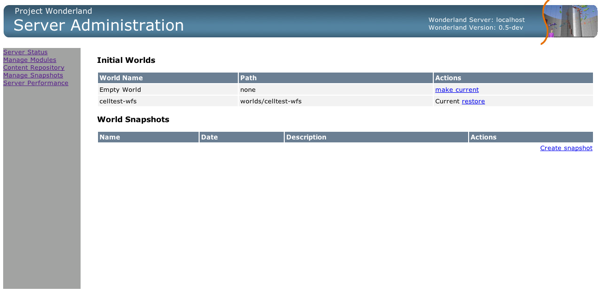 Project Wonderland
Server Administration
Wonderland Server: localhost
Wonderland Version: 0.5-dev
Server Status
Manage Modules
Content Repository
Manage Snapshots
Server Performance
Initial Worlds
World Name Path Actions
Empty World none make current
celltest-wfs worlds/celltest-wfs Current restore
World Snapshots
Name Date Description Actions
Create snapshot